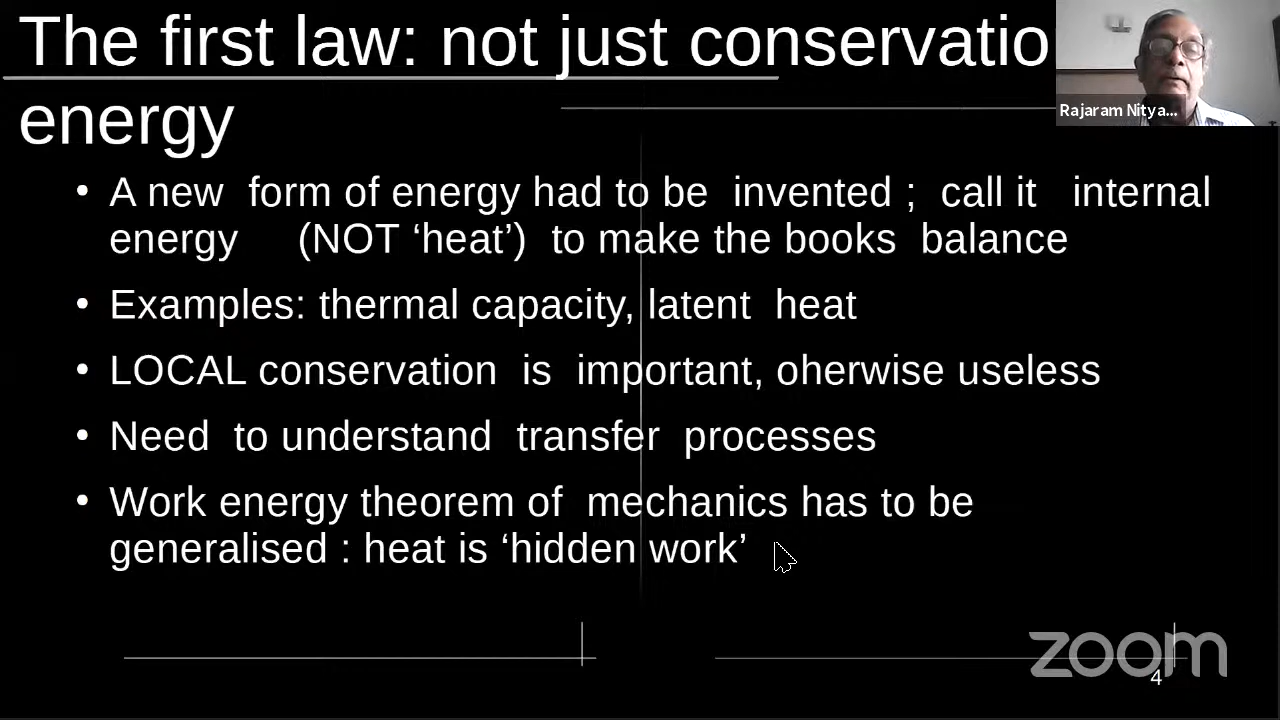 The first law: not just conservatio
energy
Rajaram Nitya...
• A new form of energy had to be invented ; call it internal
energy (NOT ‘heat’) to make the books balance
• Examples: thermal capacity, latent heat
• LOCAL conservation is important, oherwise useless
• Need to understand transfer processes
• Work energy theorem of mechanics has to be
generalised : heat is ‘hidden work’
zoom
4